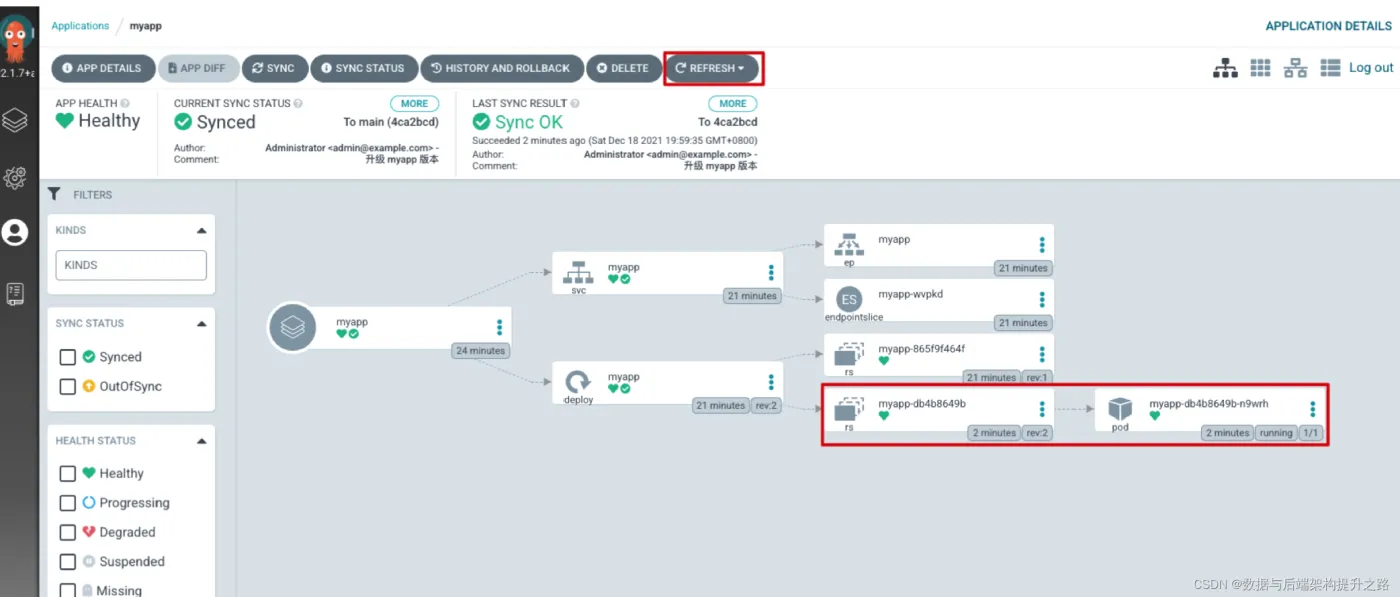 Applications / myapp
APPLICATION DETAILS
2.1.7+a
APP DETAILS
APP DIFF
SYNC
SYNC STATUS
HISTORY AND ROLLBACK
DELETE
REFRESH
Log out
APP HEALTH
Healthy
CURRENT SYNC STATUS
MORE
Synced
To main (4ca2bcd)
Author:
Administrator <admin@example.com> -
Comment:
升级 myapp 版本
LAST SYNC RESULT
MORE
Sync OK
To 4ca2bcd
Succeeded 2 minutes ago (Sat Dec 18 2021 19:59:35 GMT+0800)
Author:
Administrator <admin@example.com> -
Comment:
升级 myapp 版本
FILTERS
KINDS
KINDS
SYNC STATUS
Synced
OutOfSync
HEALTH STATUS
Healthy
Progressing
Degraded
Suspended
Missing
myapp
24 minutes
svc
myapp
21 minutes
deploy
myapp
21 minutes
rev:2
ep
myapp
21 minutes
ES
endpointslice
myapp-wvpkd
21 minutes
rs
myapp-865f9f464f
21 minutes
rev:1
rs
myapp-db4b8649b
2 minutes
rev:2
pod
myapp-db4b8649b-n9wrh
2 minutes
running
1/1
CSDN @数据与后端架构提升之路